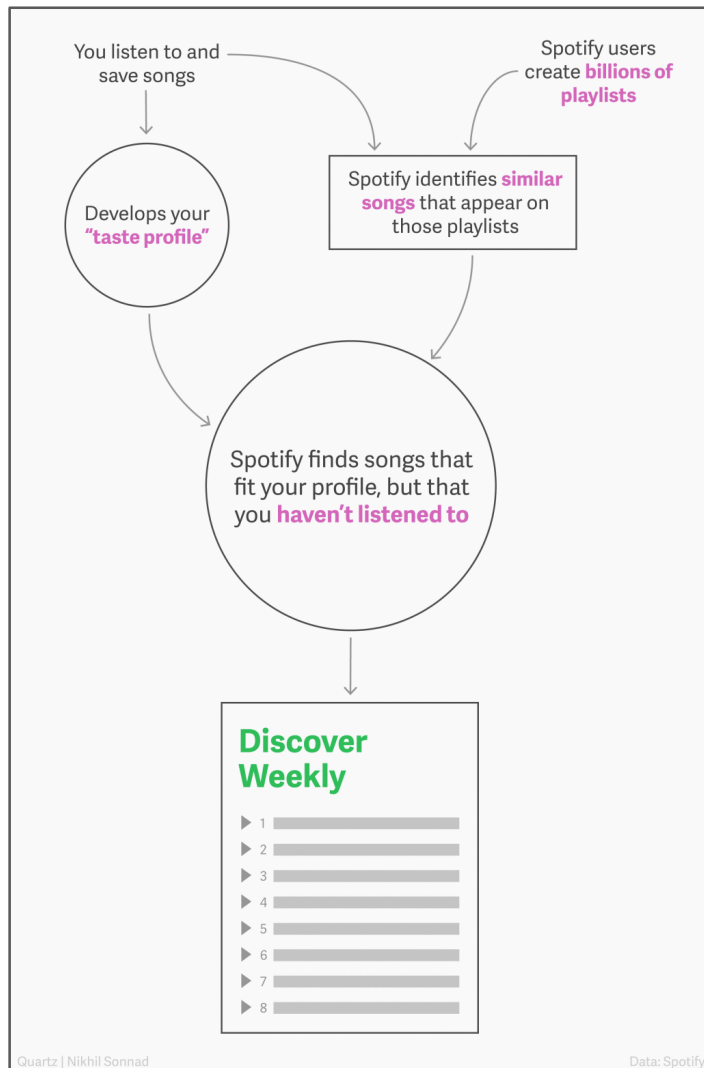 You listen to and
save songs
Spotify users
create billions of
playlists
Develops your
“taste profile”
Spotify identifies similar
songs that appear on
those playlists
Spotify finds songs that
fit your profile, but that
you haven’t listened to
Discover
Weekly
1
2
3
4
5
6
7
8
Quartz | Nikhil Sonnad
Data: Spotify